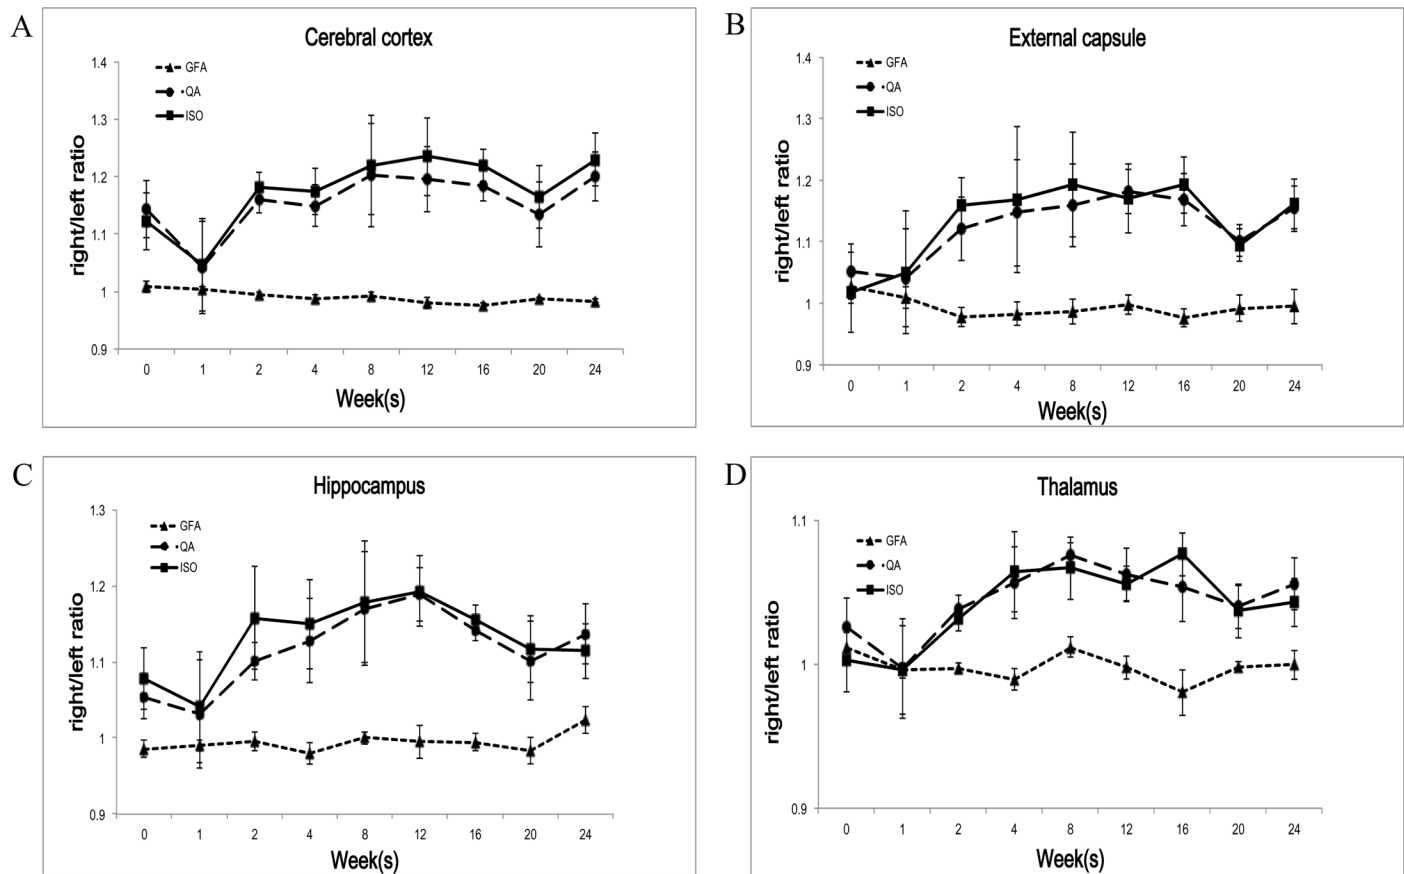 A
Cerebral cortex
GFA
QA
ISO
right/left ratio
1.4
1.3
1.2
1.1
1
0.9
0 1 2 4 8 12 16 20 24
Week(s)
B
External capsule
GFA
QA
ISO
right/left ratio
1.4
1.3
1.2
1.1
1
0.9
0 1 2 4 8 12 16 20 24
Week(s)
C
Hippocampus
GFA
QA
ISO
right/left ratio
1.3
1.2
1.1
1
0.9
0 1 2 4 8 12 16 20 24
Week(s)
D
Thalamus
GFA
QA
ISO
right/left ratio
1.1
1
0.9
0 1 2 4 8 12 16 20 24
Week(s)